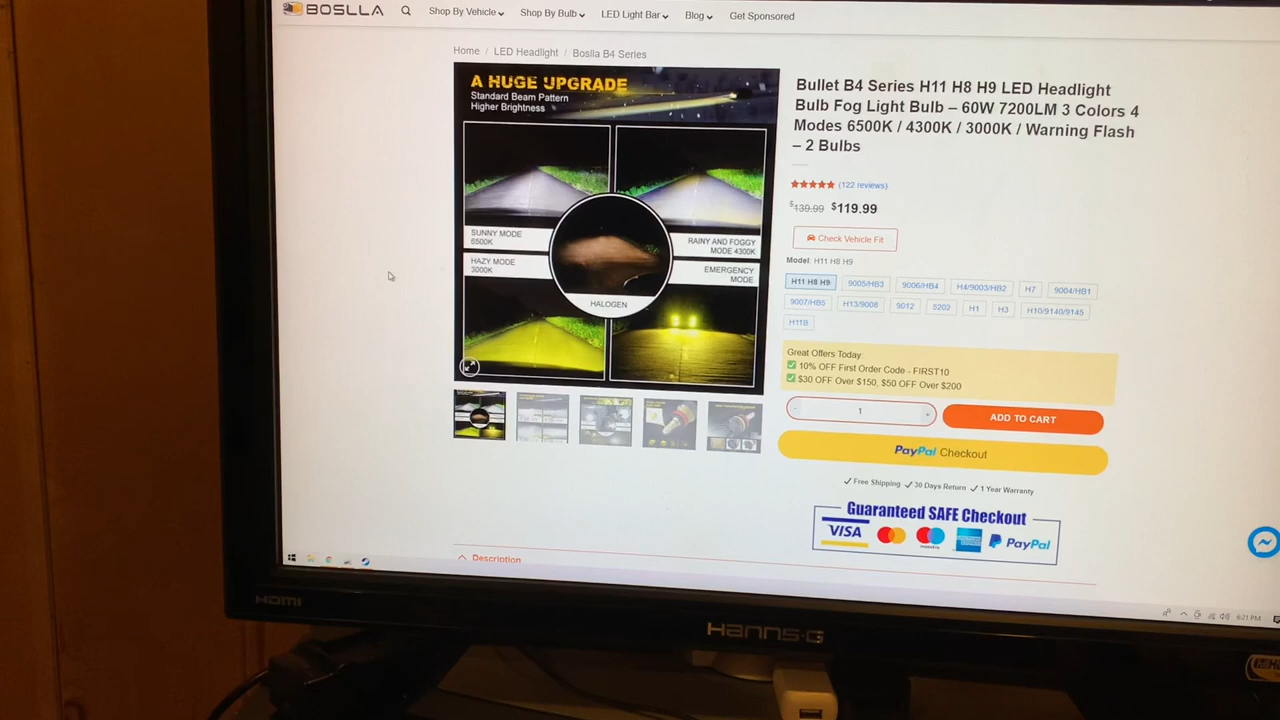 BOSLLA
Shop By Vehicle
Shop By Bulb
LED Light Bar
Blog
Get Sponsored
Home / LED Headlight / Boslla B4 Series
A HUGE UPGRADE
Standard Beam Pattern
Higher Brightness
SUNNY MODE
6500K
RAINY AND FOGGY
MODE 4300K
HAZY MODE
3000K
EMERGENCY
MODE
HALOGEN
Bullet B4 Series H11 H8 H9 LED Headlight
Bulb Fog Light Bulb – 60W 7200LM 3 Colors 4
Modes 6500K / 4300K / 3000K / Warning Flash
– 2 Bulbs
(122 reviews)
$139.99 $119.99
Check Vehicle Fit
Model: H11 H8 H9
H11 H8 H9
9005/HB3
9006/HB4
H4/9003/HB2
H7
9004/HB1
9007/HB5
H13/9008
9012
5202
H1
H3
H10/9140/9145
H11B
Great Offers Today:
10% OFF First Order Code - FIRST10
$30 OFF Over $150, $50 OFF Over $200
- 1 +
ADD TO CART
PayPal Checkout
Free Shipping
30 Days Return
1 Year Warranty
Guaranteed SAFE Checkout
VISA
maestro
PayPal
Description
6:21 PM
HDMI
HANNS·G